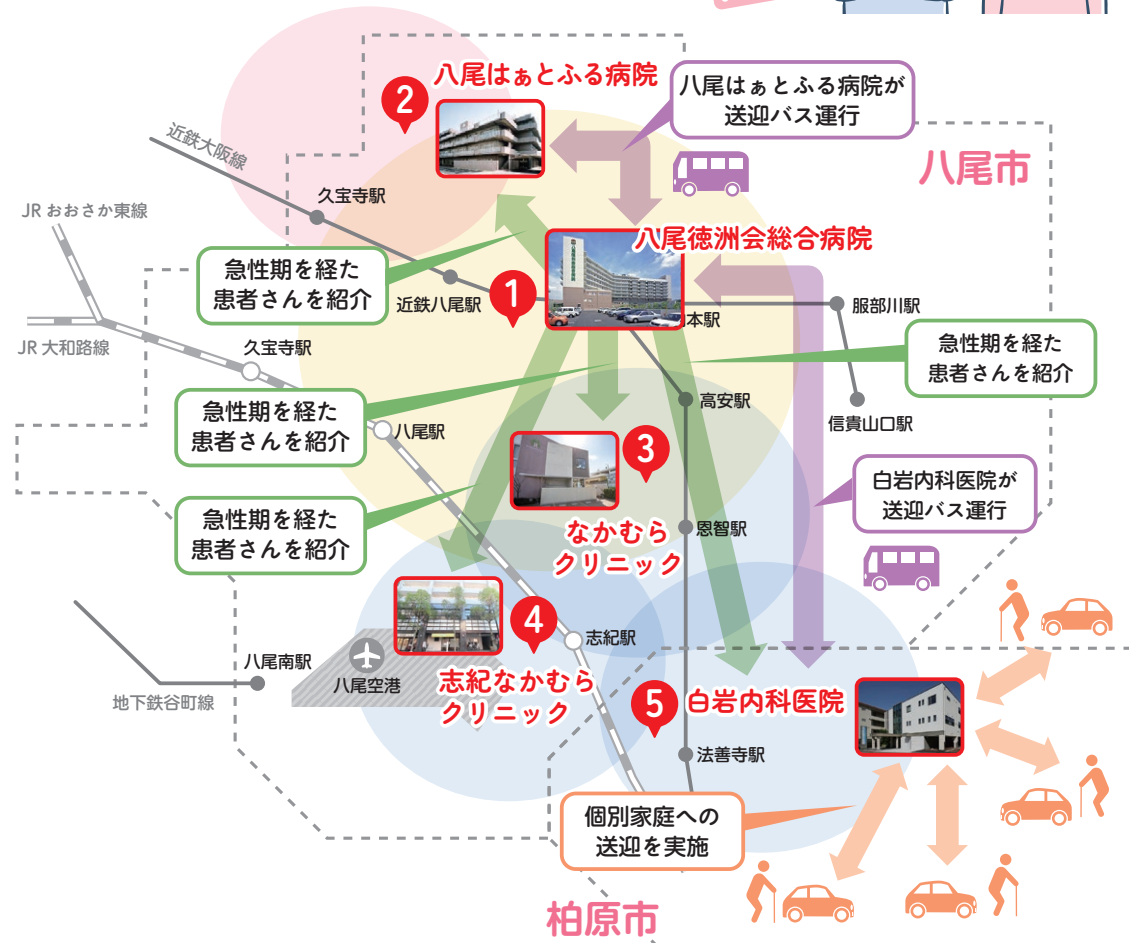 八尾はぁとふる病院
2
八尾はぁとふる病院が
送迎バス運行
近鉄大阪線
八尾市
久宝寺駅
JR おおさか東線
八尾徳洲会総合病院
急性期を経た
患者さんを紹介
近鉄八尾駅
1
本駅
服部川駅
JR 大和路線
久宝寺駅
急性期を経た
患者さんを紹介
高安駅
信貴山口駅
急性期を経た
患者さんを紹介
八尾駅
3
白岩内科医院が
送迎バス運行
急性期を経た
患者さんを紹介
なかむら
クリニック
恩智駅
4
志紀駅
八尾南駅
八尾空港
地下鉄谷町線
志紀なかむら
クリニック
5
白岩内科医院
法善寺駅
個別家庭への
送迎を実施
柏原市